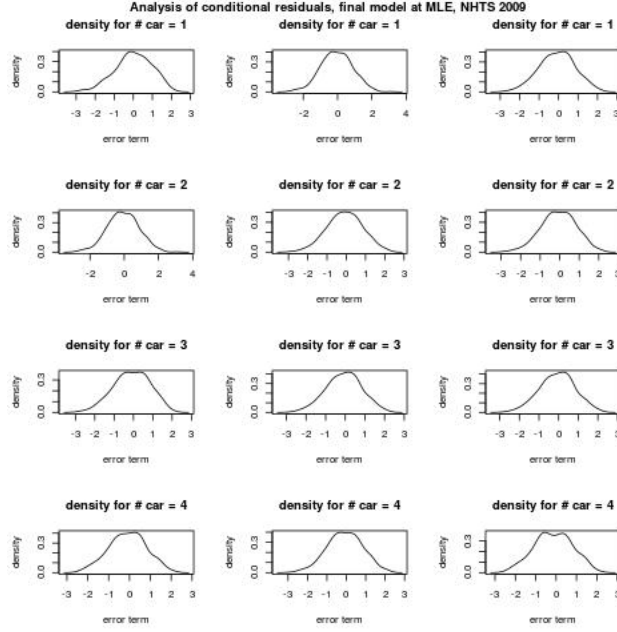 Analysis of conditional residuals, final model at MLE, NHTS 2009
density for # car = 1
density for # car = 1
density for # car = 1
density
0.0 0.3
-3 -2 -1 0 1 2 3
error term
density
0.0 0.3
-2 0 2 4
error term
density
0.0 0.3
-3 -2 -1 0 1 2 3
error term
density for # car = 2
density for # car = 2
density for # car = 2
density
0.0 0.3
-2 0 2 4
error term
density
0.0 0.3
-3 -2 -1 0 1 2 3
error term
density
0.0 0.3
-3 -2 -1 0 1 2 3
error term
density for # car = 3
density for # car = 3
density for # car = 3
density
0.0 0.3
-3 -2 -1 0 1 2 3
error term
density
0.0 0.3
-3 -2 -1 0 1 2 3
error term
density
0.0 0.3
-3 -2 -1 0 1 2 3
error term
density for # car = 4
density for # car = 4
density for # car = 4
density
0.0 0.3
-3 -2 -1 0 1 2 3
error term
density
0.0 0.3
-3 -2 -1 0 1 2 3
error term
density
0.0 0.3
-3 -2 -1 0 1 2 3
error term